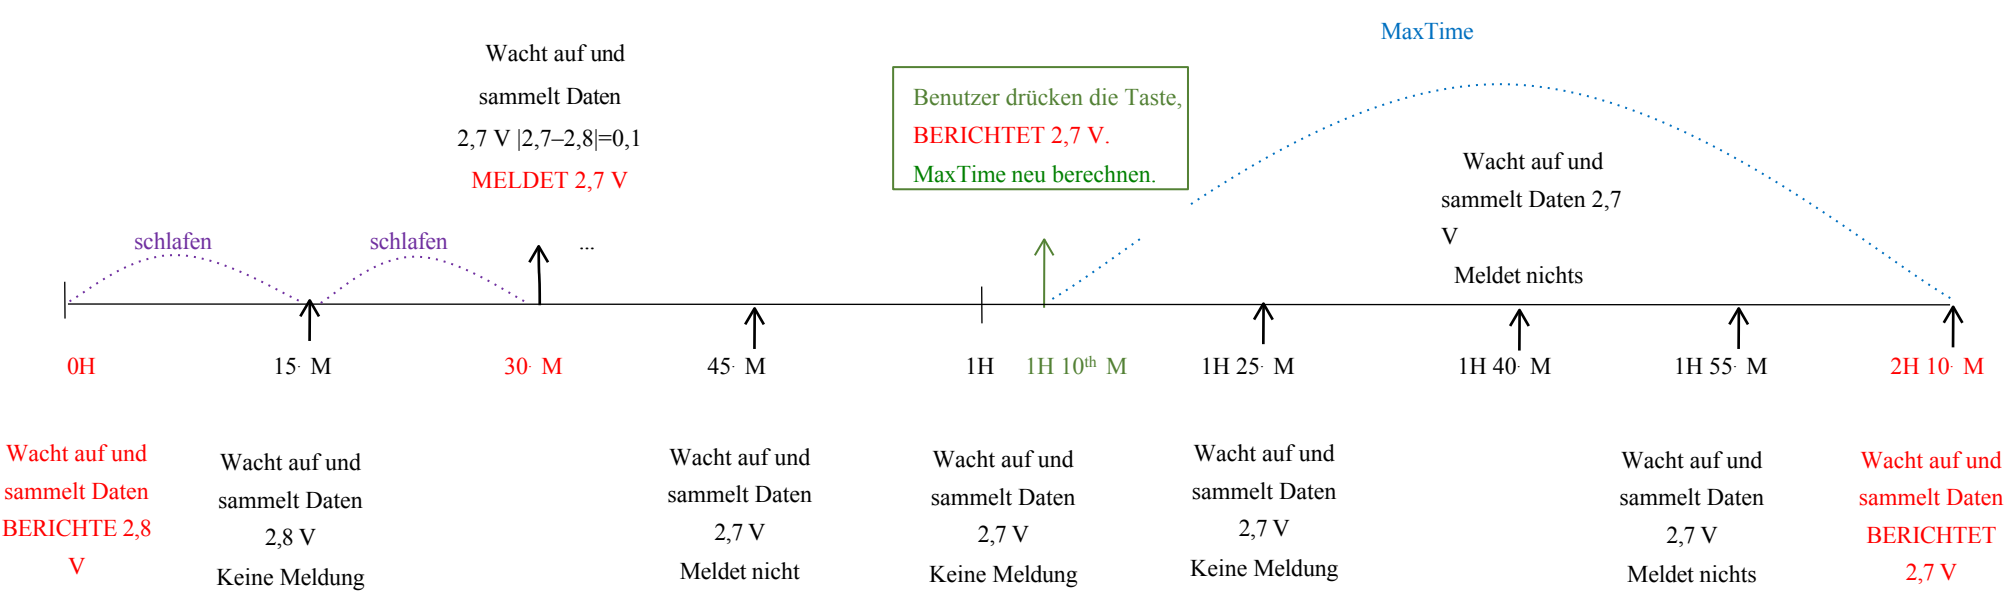 MaxTime
Wacht auf und
sammelt Daten
2,7 V |2,7–2,8|=0,1
MELDET 2,7 V
Benutzer drücken die Taste,
BERICHTET 2,7 V.
MaxTime neu berechnen.
Wacht auf und
sammelt Daten 2,7
V
Meldet nichts
schlafen
schlafen
...
0H
15 M
30 M
45 M
1H
1H 10th M
1H 25 M
1H 40 M
1H 55 M
2H 10 M
Wacht auf und
sammelt Daten
BERICHTE 2,8
V
Wacht auf und
sammelt Daten
2,8 V
Keine Meldung
Wacht auf und
sammelt Daten
2,7 V
Meldet nicht
Wacht auf und
sammelt Daten
2,7 V
Keine Meldung
Wacht auf und
sammelt Daten
2,7 V
Keine Meldung
Wacht auf und
sammelt Daten
2,7 V
Meldet nichts
Wacht auf und
sammelt Daten
BERICHTET
2,7 V